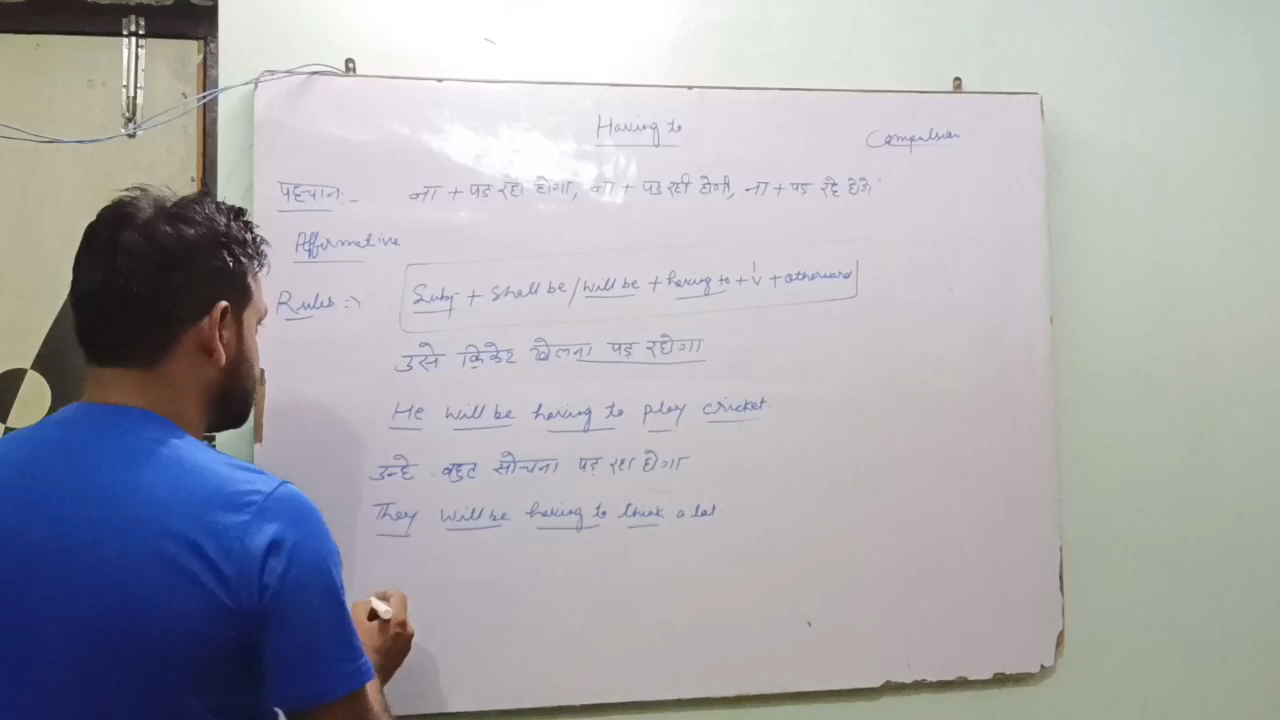 Having to
Compulsion
पहचान:-
ना + पड़ रहा होगा, ना + पड़ रही होगी, ना + पड़ रहे होंगे
Affirmative
Rules :-
Subj + shall be / will be + having to + V1 + otherword
उसे क्रिकेट खेलना पड़ रहोगा
He will be having to play cricket.
उन्हे बहुत सोचना पड़ रहा होगा
They will be having to think a lot